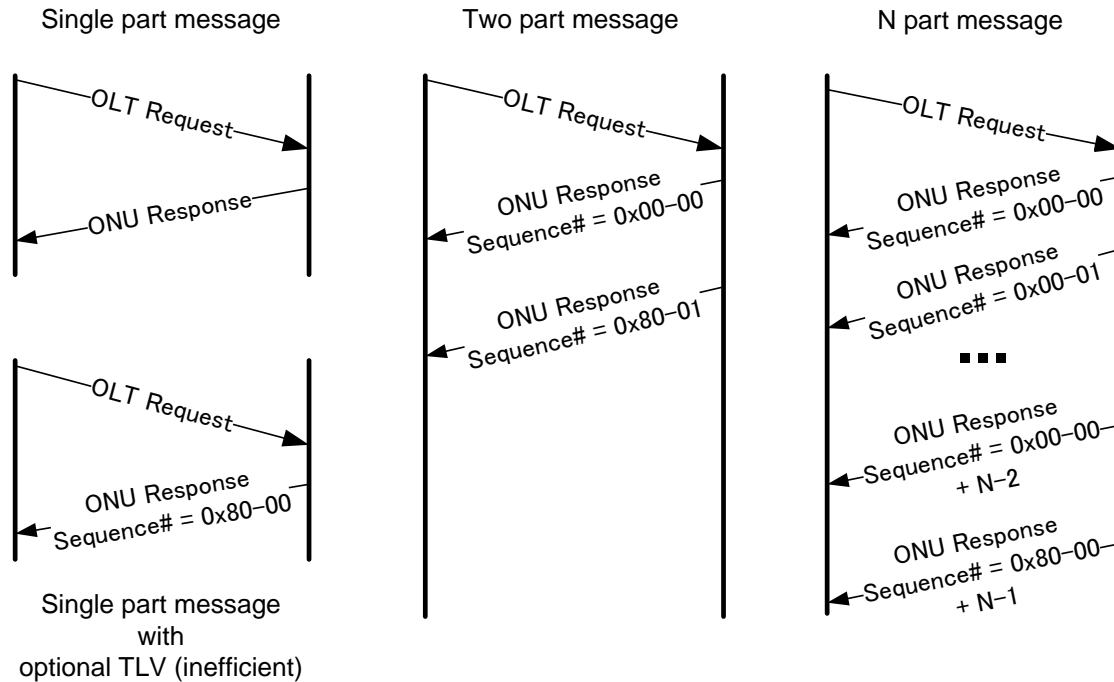 Single part message
OLT Request
ONU Response
OLT Request
ONU Response
Sequence# = 0x80-00
Single part message
with
optional TLV (inefficient)
Two part message
OLT Request
ONU Response
Sequence# = 0x00-00
ONU Response
Sequence# = 0x80-01
N part message
OLT Request
ONU Response
Sequence# = 0x00-00
ONU Response
Sequence# = 0x00-01
ONU Response
Sequence# = 0x00-00
+ N-2
ONU Response
Sequence# = 0x80-00
+ N-1